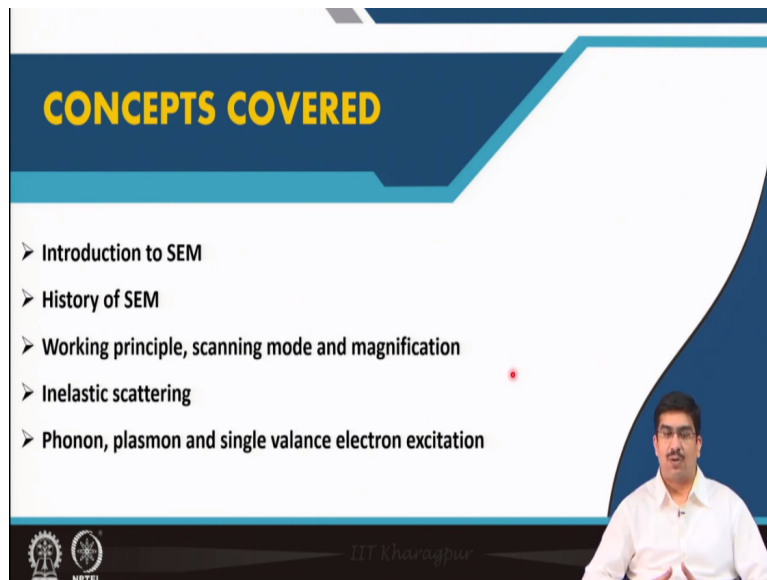 CONCEPTS COVERED
Introduction to SEM
History of SEM
Working principle, scanning mode and magnification
Inelastic scattering
Phonon, plasmon and single valance electron excitation
IIT Kharagpur
NPTEL